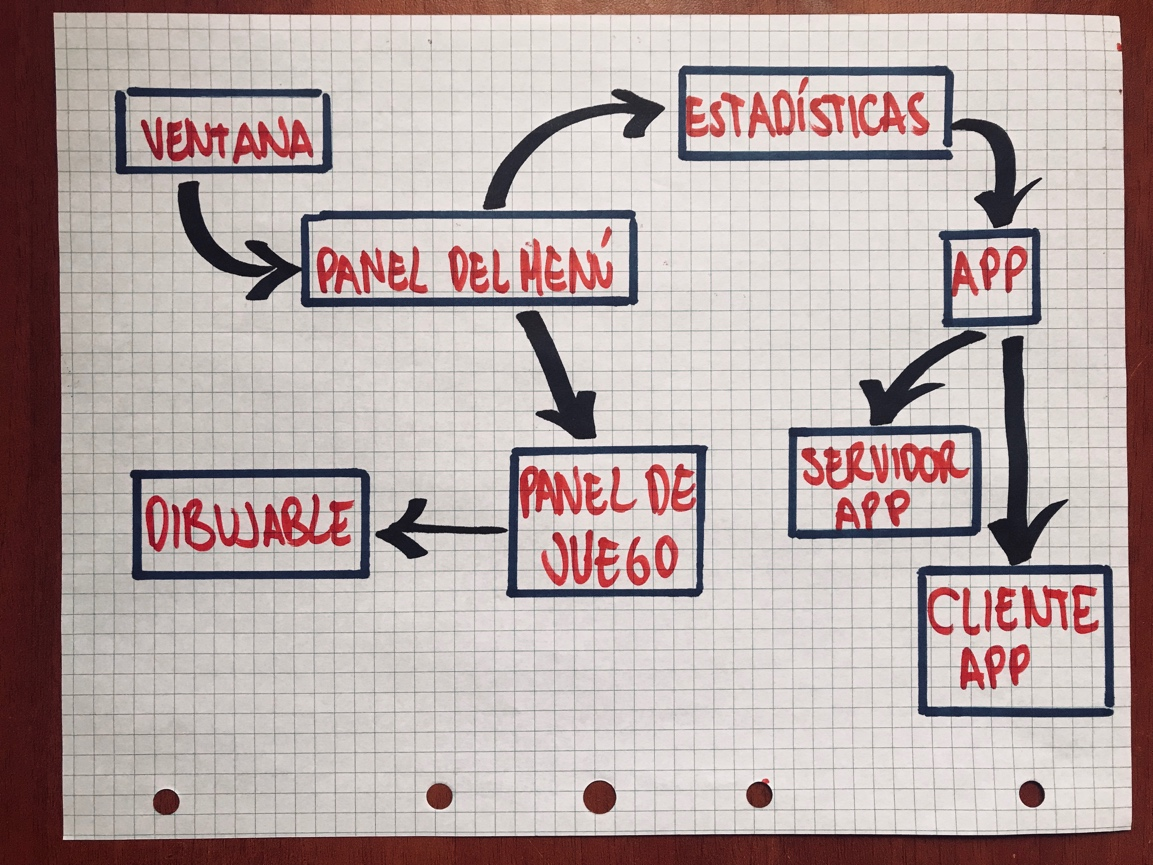 VENTANA
ESTADÍSTICAS
PANEL DEL MENÚ
APP
SERVIDOR
APP
DIBUJABLE
PANEL DE
JUEGO
CLIENTE
APP